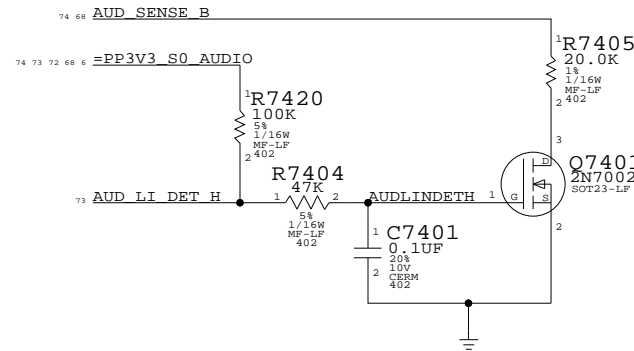 74 68 AUD_SENSE_B
74 73 72 68 6 =PP3V3_S0_AUDIO
1
R7405
20.0K
1%
1/16W
MF-LF
402
2
1
R7420
100K
5%
1/16W
MF-LF
402
2
3
D
Q7401
2N7002
SOT23-LF
G
S
1
2
R7404
47K
73 AUD_LI_DET_H
1
2
5%
1/16W
MF-LF
402
AUDLINDETH
1
C7401
0.1UF
20%
10V
CERM
402
2